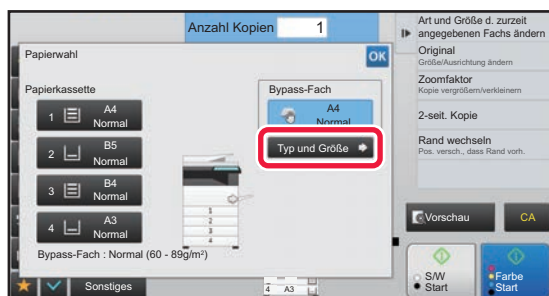 Anzahl Kopien 1
Papierwahl
OK
Papierkassette
1 A4 Normal
2 B5 Normal
3 B4 Normal
4 A3 Normal
Bypass-Fach
A4
Normal
Typ und Größe
1
2
3
4
Bypass-Fach : Normal (60 - 89g/m²)
Sonstiges
4 A3
Art und Größe d. zurzeit
angegebenen Fachs ändern
Original
Größe/Ausrichtung ändern
Zoomfaktor
Kopie vergrößern/verkleinern
2-seit. Kopie
Rand wechseln
Pos. versch., dass Rand vorh.
Vorschau
CA
S/W
Start
Farbe
Start